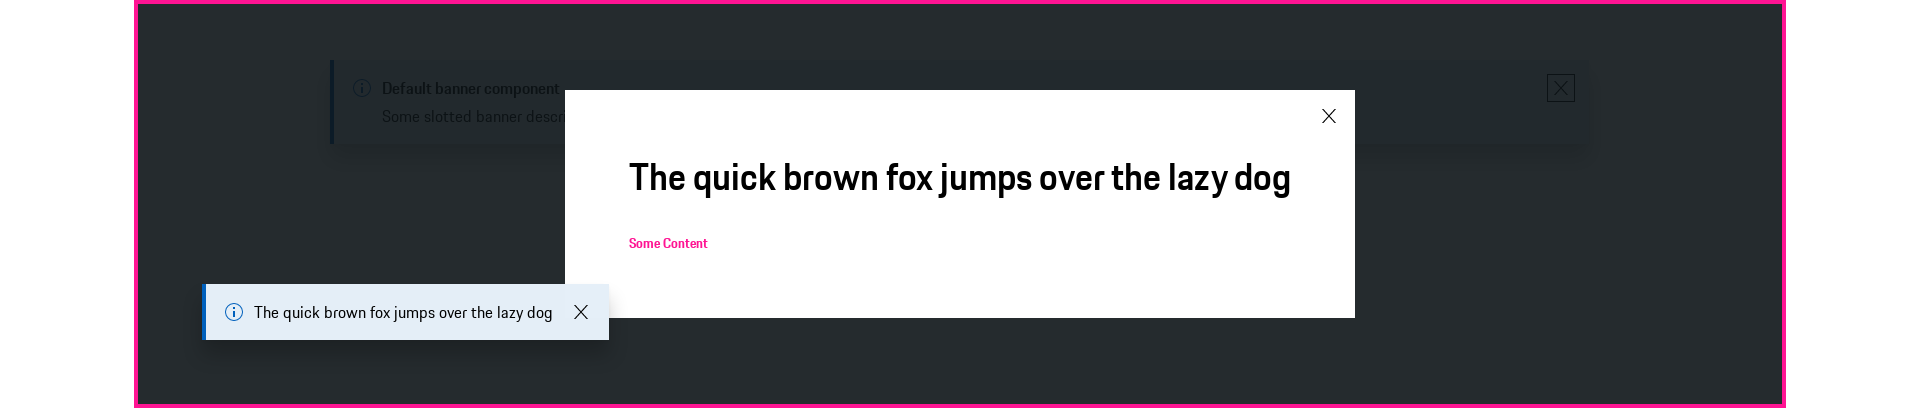 Default banner component
Some slotted banner descr
The quick brown fox jumps over the lazy dog
Some Content
The quick brown fox jumps over the lazy dog